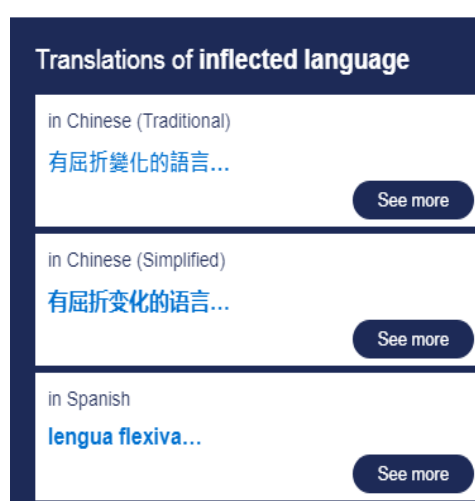 Translations of inflected language
in Chinese (Traditional)
有屈折變化的語言…
See more
in Chinese (Simplified)
有屈折变化的语言…
See more
in Spanish
lengua flexiva…
See more